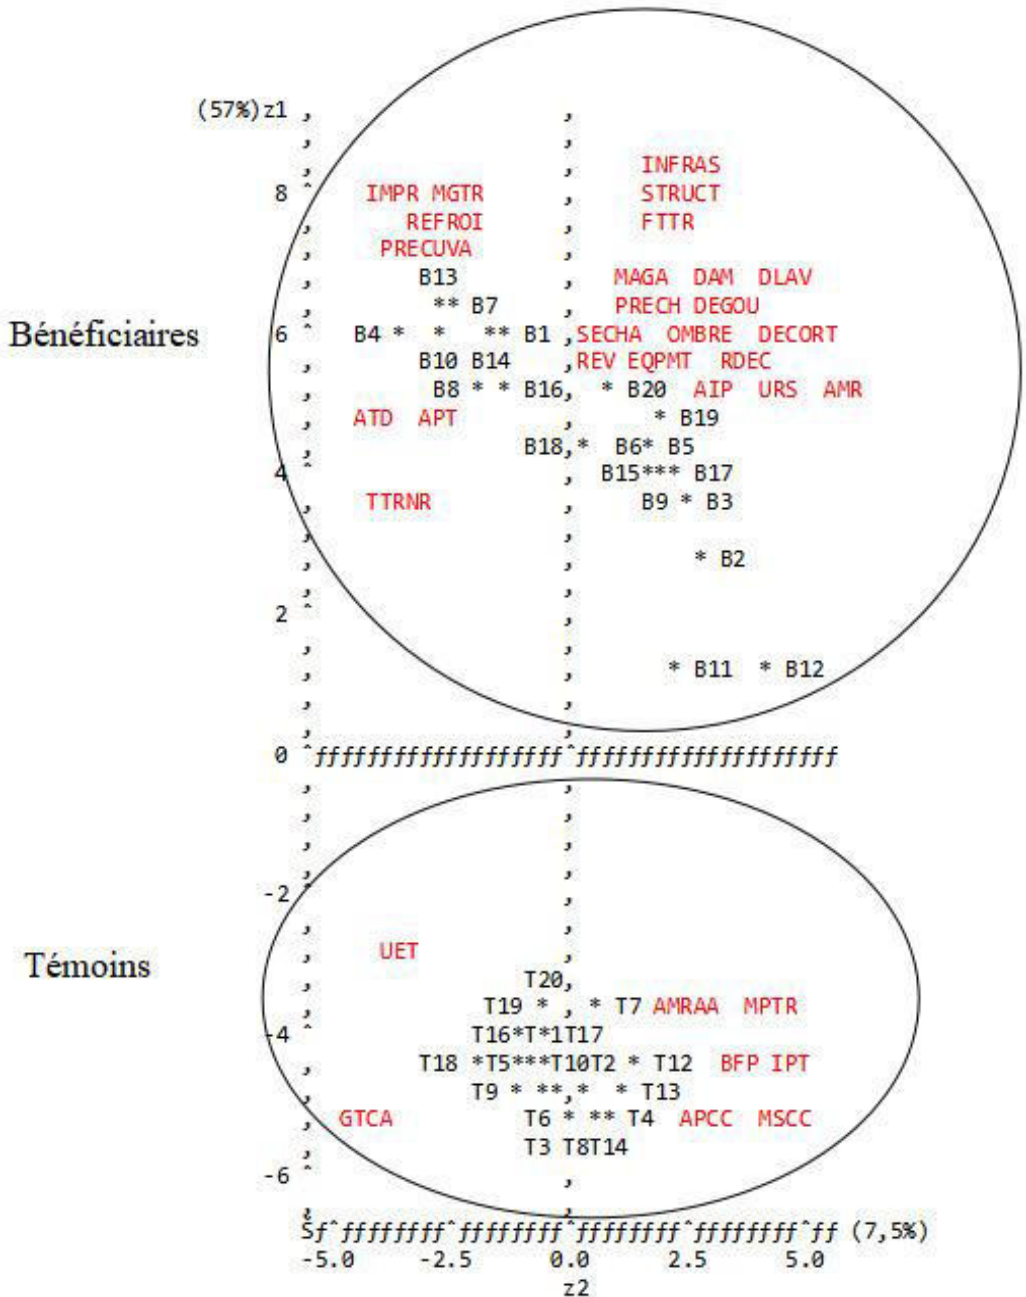 (57%)z1
INFRAS
8 IMPR MGTR STRUCT
REFROI FTTR
PRECUVA
B13 MAGA DAM DLAV
** B7 PRECH DEGOU
Bénéficiaires 6 B4 * * ** B1 SECHA OMBRE DECORT
B10 B14 REV EQPMT RDEC
B8 * * B16 * B20 AIP URS AMR
ATD APT * B19
B18 * B6* B5
4 B15*** B17
TTRNR B9 * B3
* B2
2
* B11 * B12
0 ˆƒƒƒƒƒƒƒƒƒƒƒƒƒƒƒƒƒƒƒˆƒƒƒƒƒƒƒƒƒƒƒƒƒƒƒƒƒƒƒƒ
-2
UET
Témoins T20
T19 * * T7 AMRAA MPTR
-4 T16*T*1T17
T18 *T5***T10T2 * T12 BFP IPT
T9 * ** * * T13
GTCA T6 * ** T4 APCC MSCC
T3 T8T14
-6
Šƒˆƒƒƒƒƒƒƒƒˆƒƒƒƒƒƒƒƒˆƒƒƒƒƒƒƒƒˆƒƒƒƒƒƒƒƒˆƒƒ (7,5%)
-5.0 -2.5 0.0 2.5 5.0
z2